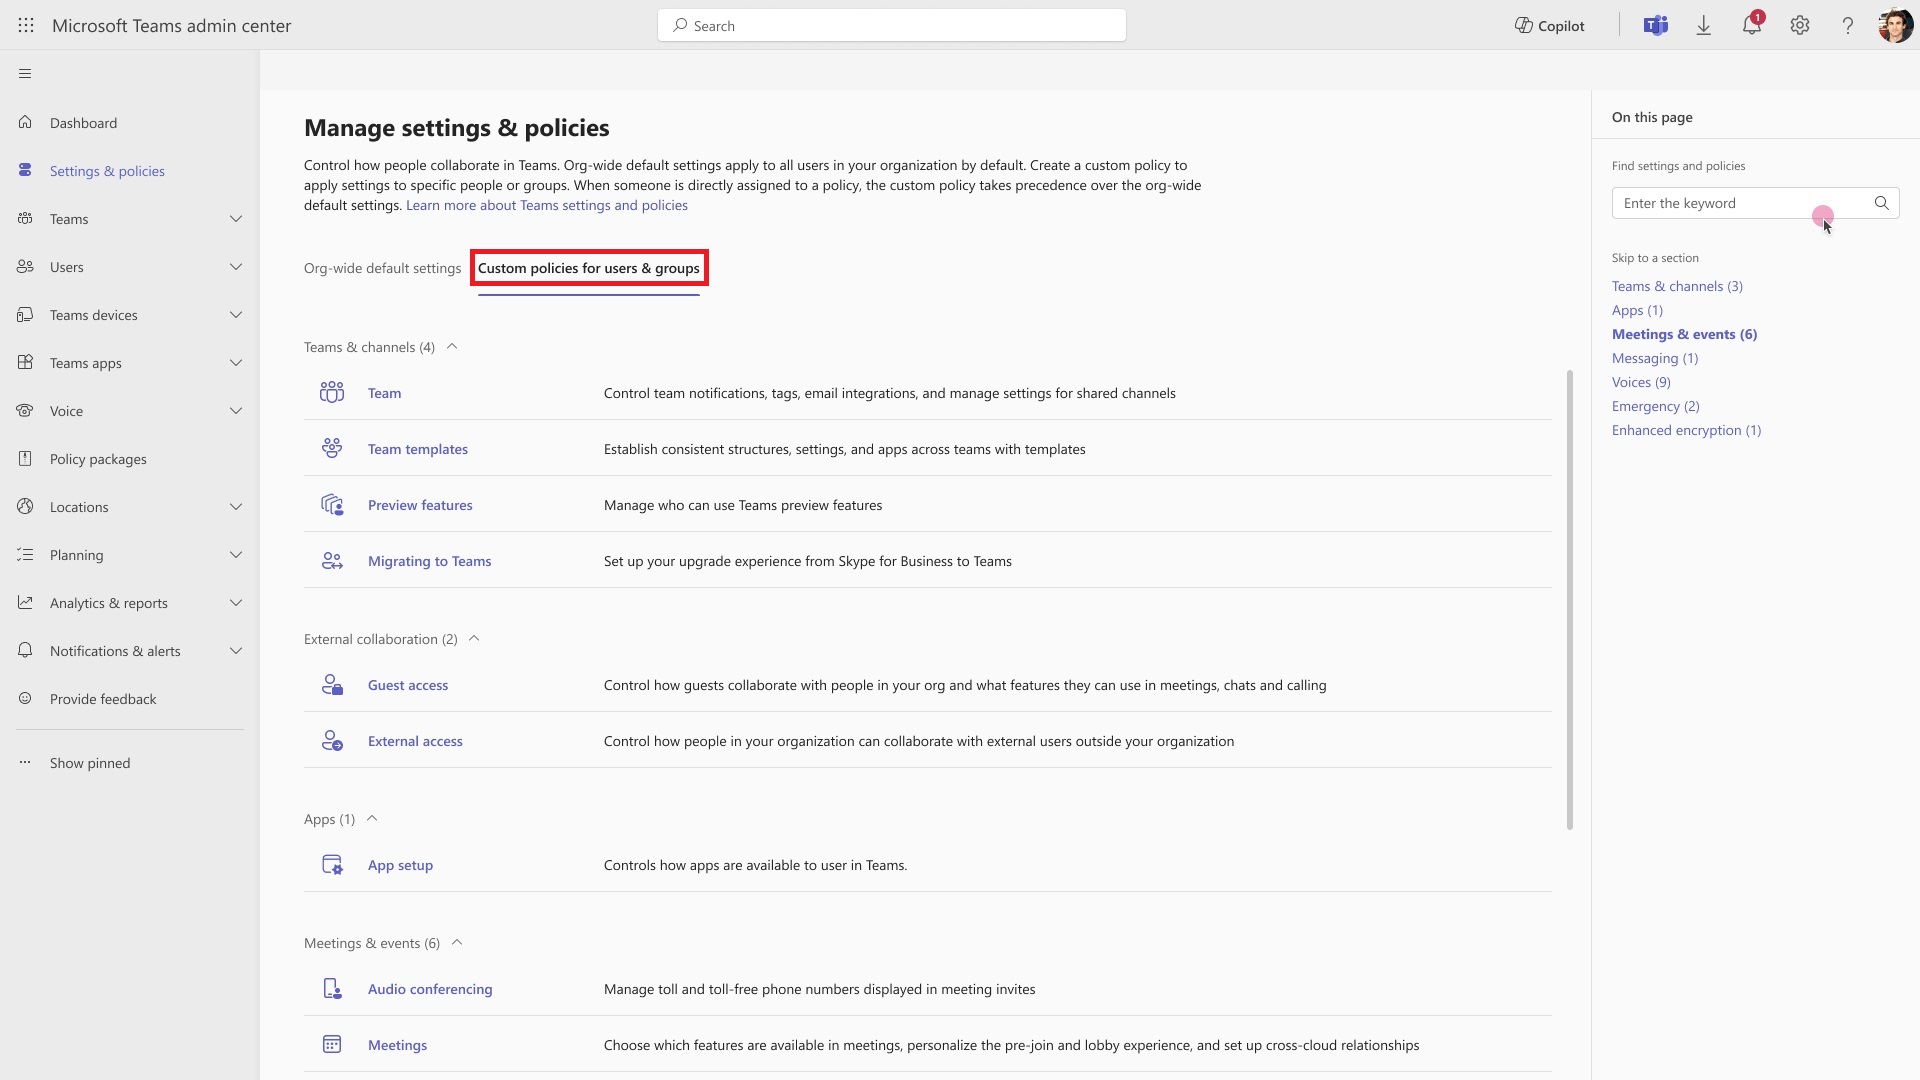 Microsoft Teams admin center
Search
Copilot
1
Dashboard
Settings & policies
Teams
Users
Teams devices
Teams apps
Voice
Policy packages
Locations
Planning
Analytics & reports
Notifications & alerts
Provide feedback
Show pinned
Manage settings & policies
Control how people collaborate in Teams. Org-wide default settings apply to all users in your organization by default. Create a custom policy to
apply settings to specific people or groups. When someone is directly assigned to a policy, the custom policy takes precedence over the org-wide
default settings. Learn more about Teams settings and policies
Org-wide default settings
Custom policies for users & groups
Teams & channels (4)
Team
Control team notifications, tags, email integrations, and manage settings for shared channels
Team templates
Establish consistent structures, settings, and apps across teams with templates
Preview features
Manage who can use Teams preview features
Migrating to Teams
Set up your upgrade experience from Skype for Business to Teams
External collaboration (2)
Guest access
Control how guests collaborate with people in your org and what features they can use in meetings, chats and calling
External access
Control how people in your organization can collaborate with external users outside your organization
Apps (1)
App setup
Controls how apps are available to user in Teams.
Meetings & events (6)
Audio conferencing
Manage toll and toll-free phone numbers displayed in meeting invites
Meetings
Choose which features are available in meetings, personalize the pre-join and lobby experience, and set up cross-cloud relationships
On this page
Find settings and policies
Enter the keyword
Skip to a section
Teams & channels (3)
Apps (1)
Meetings & events (6)
Messaging (1)
Voices (9)
Emergency (2)
Enhanced encryption (1)